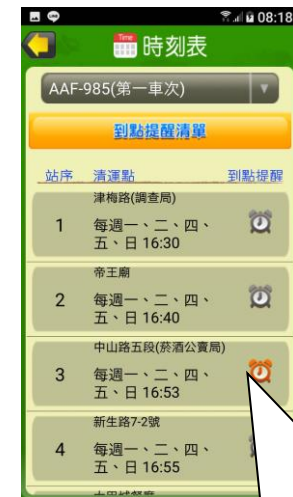 08:18
Time 時刻表
AAF-985(第一車次)
到點提醒清單
站序 清運點 到點提醒
津梅路(調查局)
1 每週一、二、四、
五、日 16:30
帝王廟
2 每週一、二、四、
五、日 16:40
中山路五段(菸酒公賣局)
3 每週一、二、四、
五、日 16:53
新生路7-2號
4 每週一、二、四、
五、日 16:55